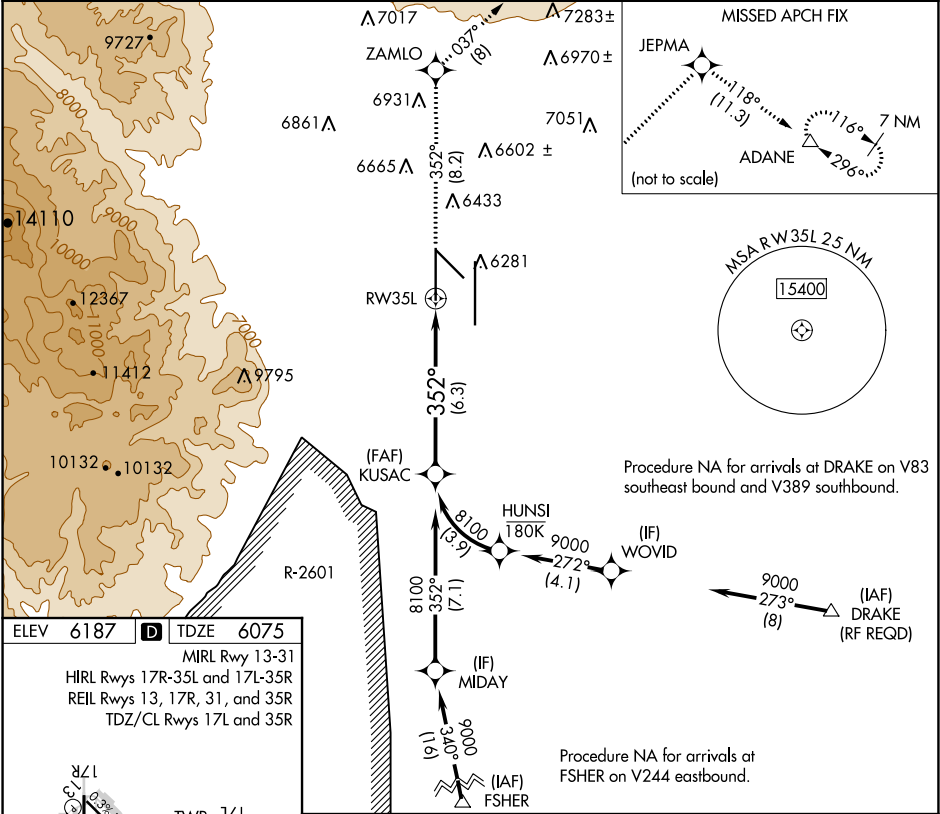 7017
9727
ZAMLO
037°
(8)
7283±
6970 ±
8000
6931
6861
7051
6602 ±
6665
352°
(8.2)
6433
9000
14110
10000
6281
RW35L
12367
11000
7000
11412
9795
352°
(6.3)
10132
10132
(FAF)
KUSAC
8100
(3.9)
HUNSI
180K
9000
272°
(4.1)
(IF)
WOVID
R-2601
8100
352°
(7.1)
9000
273°
(8)
(IAF)
DRAKE
(RF REQD)
(IF)
MIDAY
9000
340°
(16)
(IAF)
FSHER
MISSED APCH FIX
JEPMA
118°
(11.3)
116°
7 NM
ADANE
296°
(not to scale)
MSA RW35L 25 NM
15400
Procedure NA for arrivals at DRAKE on V83
southeast bound and V389 southbound.
Procedure NA for arrivals at
FSHER on V244 eastbound.
ELEV 6187 D TDZE 6075
MIRL Rwy 13-31
HIRL Rwys 17R-35L and 17L-35R
REIL Rwys 13, 17R, 31, and 35R
TDZ/CL Rwys 17L and 35R
17R
13